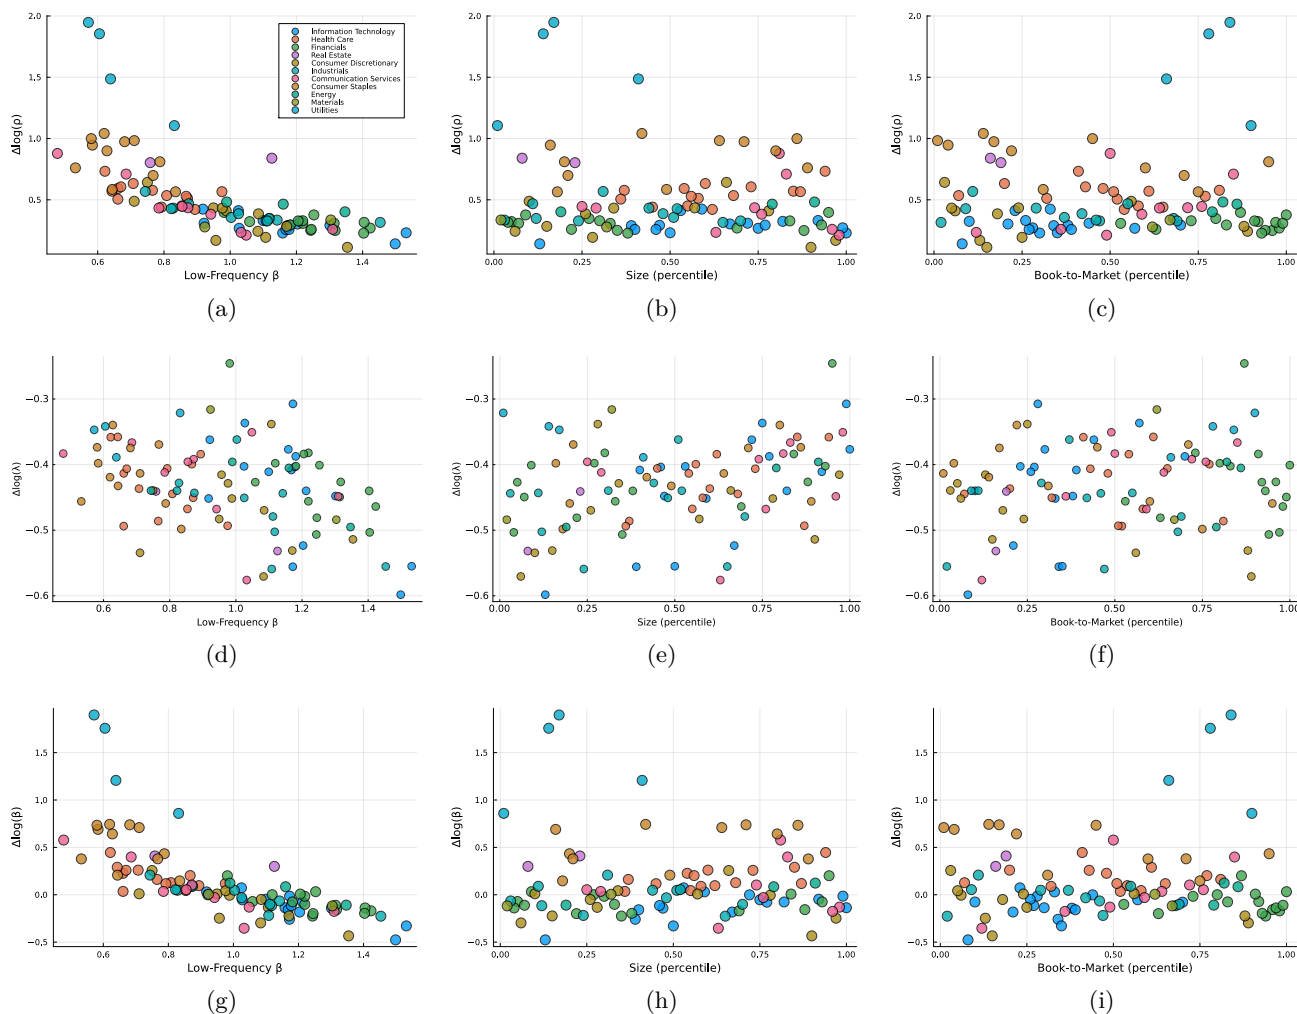 2.0
1.5
1.0
0.5
Δlog(ρ)
0.6
0.8
1.0
1.2
1.4
Low-Frequency β
Information Technology
Health Care
Financials
Real Estate
Consumer Discretionary
Industrials
Communication Services
Consumer Staples
Energy
Materials
Utilities
(a)
2.0
1.5
1.0
0.5
Δlog(ρ)
0.00
0.25
0.50
0.75
1.00
Size (percentile)
(b)
2.0
1.5
1.0
0.5
Δlog(ρ)
0.00
0.25
0.50
0.75
1.00
Book-to-Market (percentile)
(c)
−0.3
−0.4
−0.5
−0.6
Δlog(λ)
0.6
0.8
1.0
1.2
1.4
Low-Frequency β
(d)
−0.3
−0.4
−0.5
−0.6
Δlog(λ)
0.00
0.25
0.50
0.75
1.00
Size (percentile)
(e)
−0.3
−0.4
−0.5
−0.6
Δlog(λ)
0.00
0.25
0.50
0.75
1.00
Book-to-Market (percentile)
(f)
1.5
1.0
0.5
0.0
−0.5
Δlog(β)
0.6
0.8
1.0
1.2
1.4
Low-Frequency β
(g)
1.5
1.0
0.5
0.0
−0.5
Δlog(β)
0.00
0.25
0.50
0.75
1.00
Size (percentile)
(h)
1.5
1.0
0.5
0.0
−0.5
Δlog(β)
0.00
0.25
0.50
0.75
1.00
Book-to-Market (percentile)
(i)